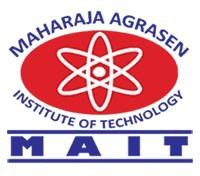 MAHARAJA AGRASEN
INSTITUTE OF TECHNOLOGY
MAIT